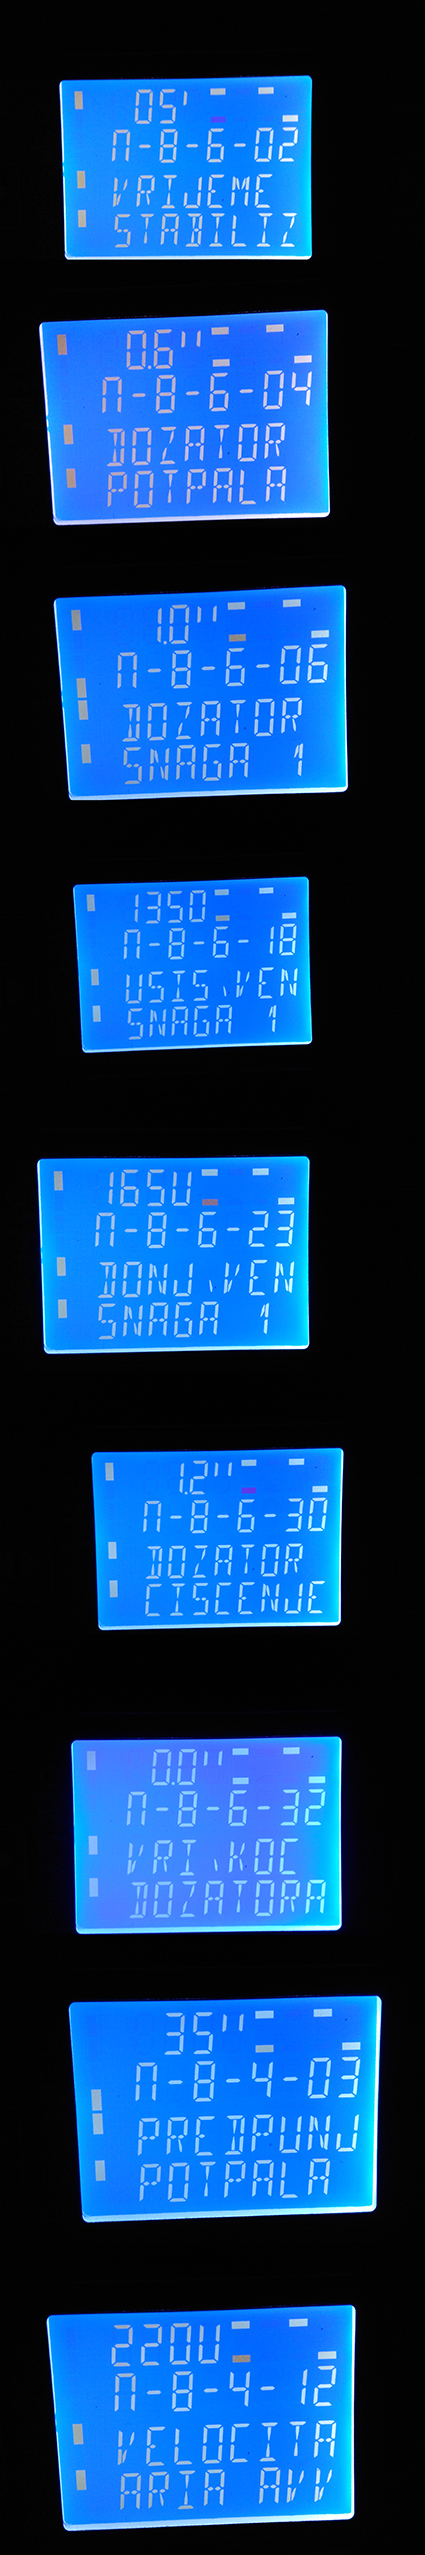 05'
n-8-6-02
VRIJEME
STABILIZ
0.6"
n-8-6-04
DOZATOR
POTPALA
1.0"
n-8-6-06
DOZATOR
SNAGA 1
1350
n-8-6-18
USIS.VEN
SNAGA 1
165U
n-8-6-23
DONJ.VEN
SNAGA 1
1.2"
n-8-6-30
DOZATOR
CISCENJE
0.0"
n-8-6-32
VRI.KOC
DOZATORA
35"
n-8-4-03
PREDPUNJ
POTPALA
220U
n-8-4-12
VELOCITA
ARIA AVV